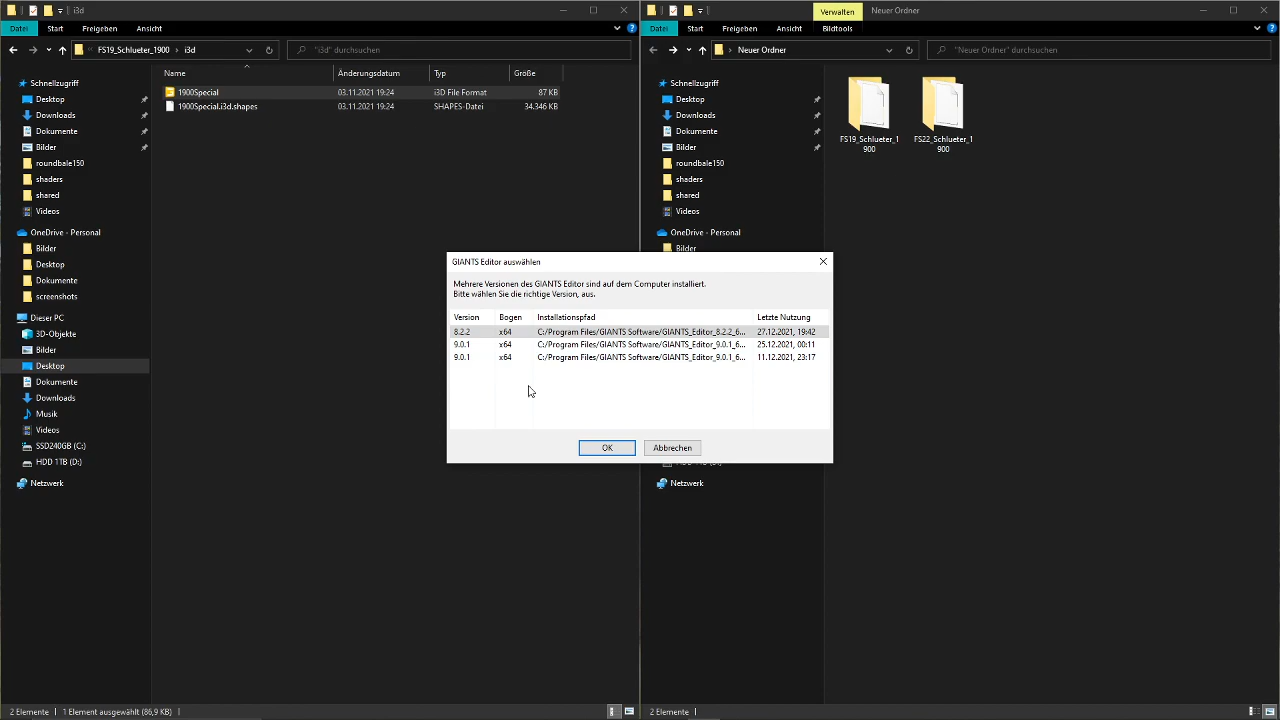 i3d
Datei
Start
Freigeben
Ansicht
FS19_Schlueter_1900
i3d
"i3d" durchsuchen
Schnellzugriff
Desktop
Downloads
Dokumente
Bilder
roundbale150
shaders
shared
Videos
OneDrive - Personal
Bilder
Desktop
Dokumente
screenshots
Dieser PC
3D-Objekte
Bilder
Desktop
Dokumente
Downloads
Musik
Videos
SSD240GB (C:)
HDD 1TB (D:)
Netzwerk
Name Änderungsdatum Typ Größe
1900Special 03.11.2021 19:24 i3D File Format 87 KB
1900Special.i3d.shapes 03.11.2021 19:24 SHAPES-Datei 34.346 KB
2 Elemente
1 Element ausgewählt (86,9 KB)
Verwalten
Neuer Ordner
Datei
Start
Freigeben
Ansicht
Bildtools
Neuer Ordner
"Neuer Ordner" durchsuchen
Schnellzugriff
Desktop
Downloads
Dokumente
Bilder
roundbale150
shaders
shared
Videos
OneDrive - Personal
Bilder
Netzwerk
FS19_Schlueter_1
900
FS22_Schlueter_1
900
2 Elemente
GIANTS Editor auswählen
Mehrere Versionen des GIANTS Editor sind auf dem Computer installiert.
Bitte wählen Sie die richtige Version, aus.
Version Bogen Installationspfad Letzte Nutzung
8.2.2 x64 C:/Program Files/GIANTS Software/GIANTS_Editor_8.2.2_6... 27.12.2021, 19:42
9.0.1 x64 C:/Program Files/GIANTS Software/GIANTS_Editor_9.0.1_6... 25.12.2021, 00:11
9.0.1 x64 C:/Program Files/GIANTS Software/GIANTS_Editor_9.0.1_6... 11.12.2021, 23:17
OK
Abbrechen